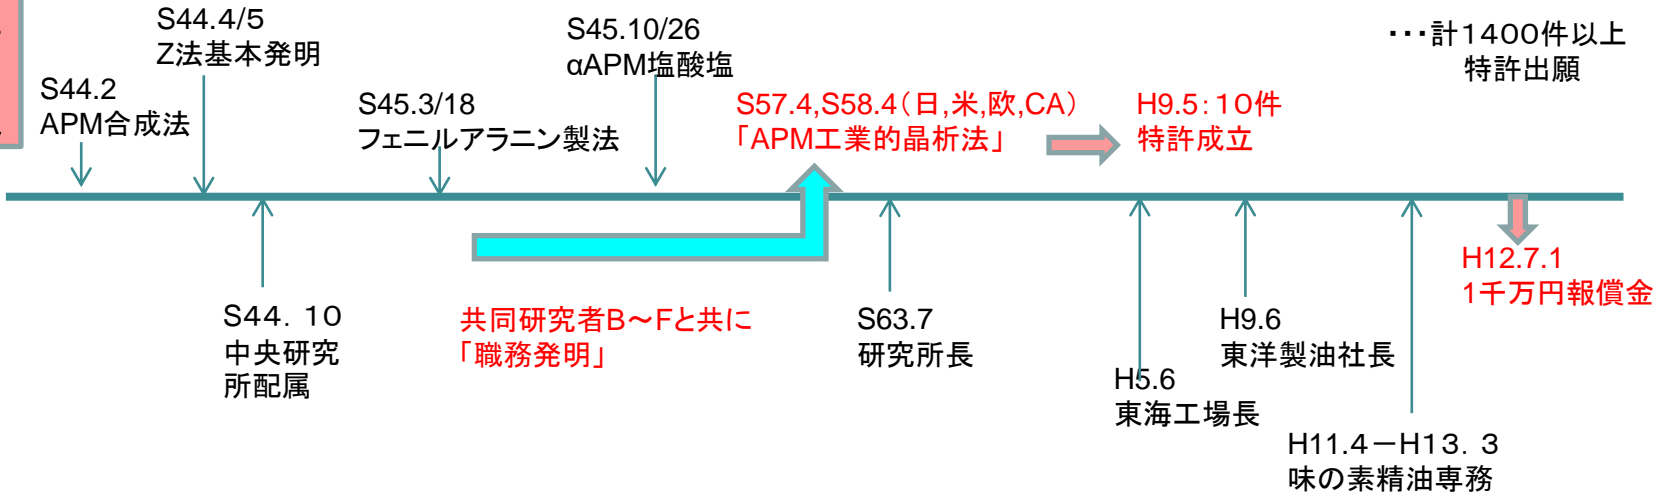 S44.4/5
Z法基本発明
S44.2
APM合成法
S45.3/18
フェニルアラニン製法
S45.10/26
αAPM塩酸塩
S57.4,S58.4(日,米,欧,CA)
「APM工業的晶析法」
H9.5:10件
特許成立
・・・計1400件以上
特許出願
S44．10
中央研究
所配属
共同研究者B～Fと共に
「職務発明」
S63.7
研究所長
H5.6
東海工場長
H9.6
東洋製油社長
H11.4－H13．3
味の素精油専務
H12.7.1
1千万円報償金